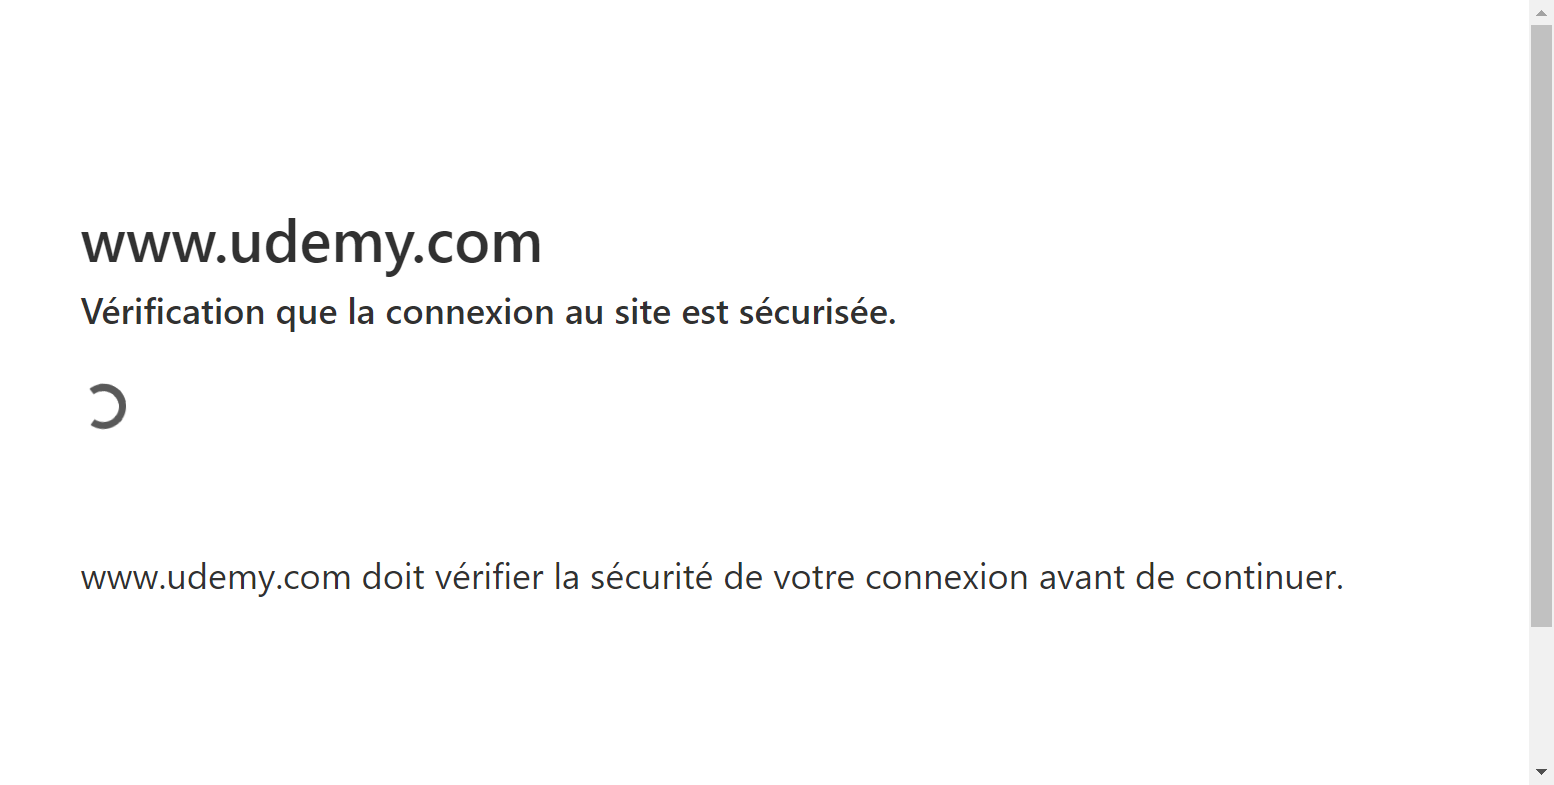 www.udemy.com
Vérification que la connexion au site est sécurisée.
www.udemy.com doit vérifier la sécurité de votre connexion avant de continuer.